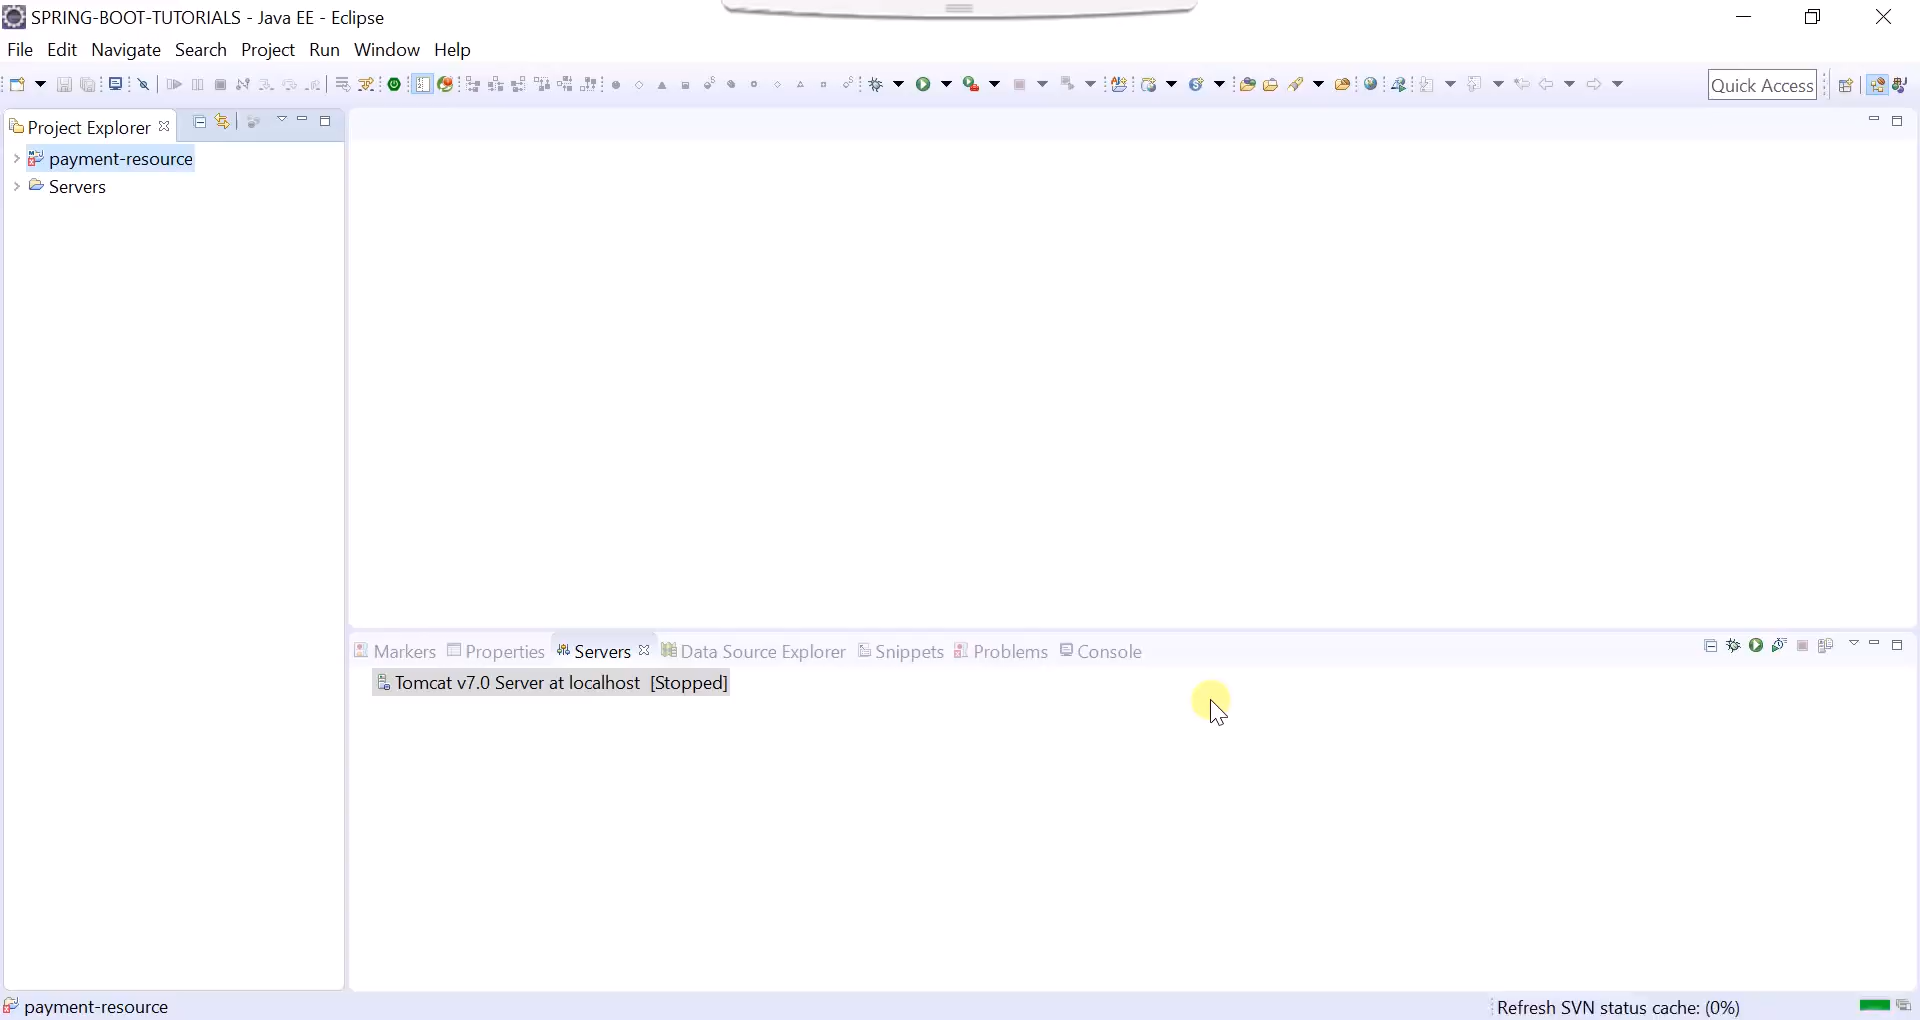 SPRING-BOOT-TUTORIALS - Java EE - Eclipse
File Edit Navigate Search Project Run Window Help
Quick Access
Project Explorer
payment-resource
Servers
Markers Properties Servers Data Source Explorer Snippets Problems Console
Tomcat v7.0 Server at localhost [Stopped]
payment-resource
Refresh SVN status cache: (0%)